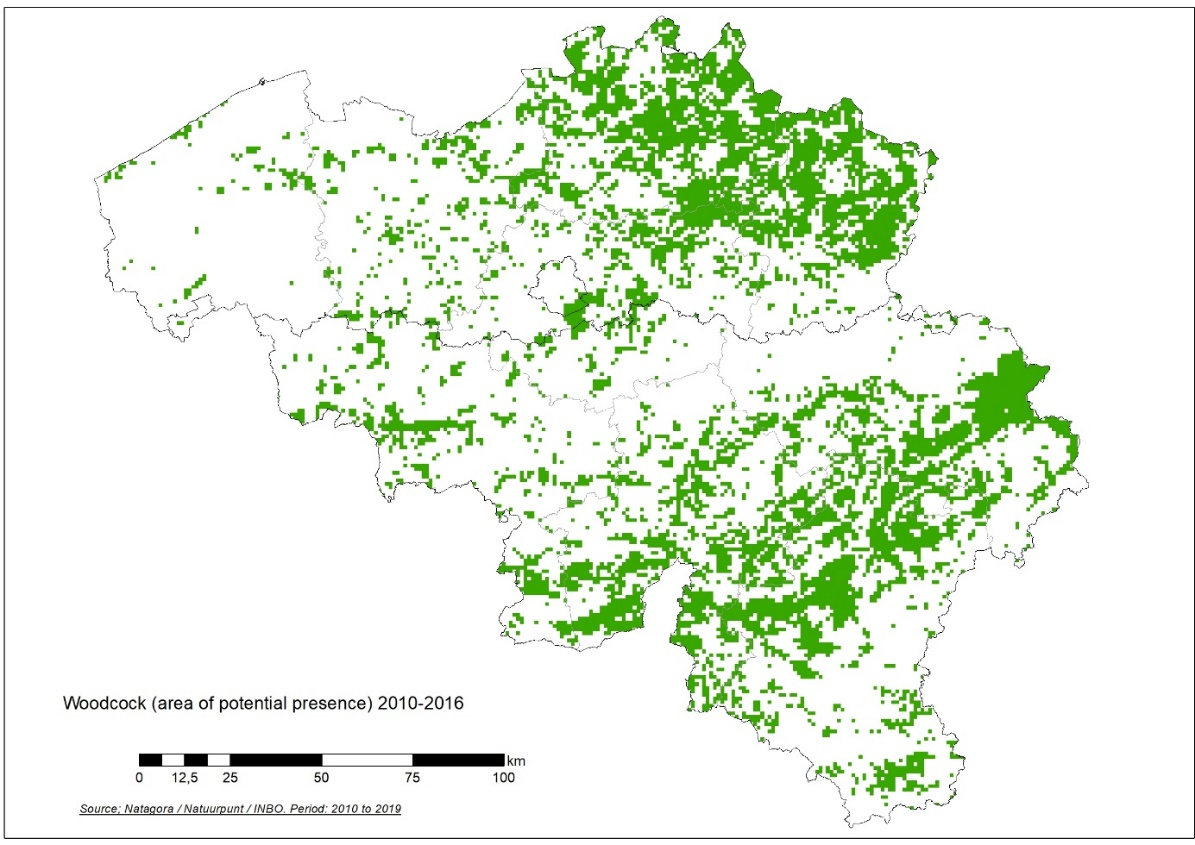 Woodcock (area of potential presence) 2010-2016
km
0 12,5 25 50 75 100
Source; Natagora / Natuurpunt / INBO. Period: 2010 to 2019